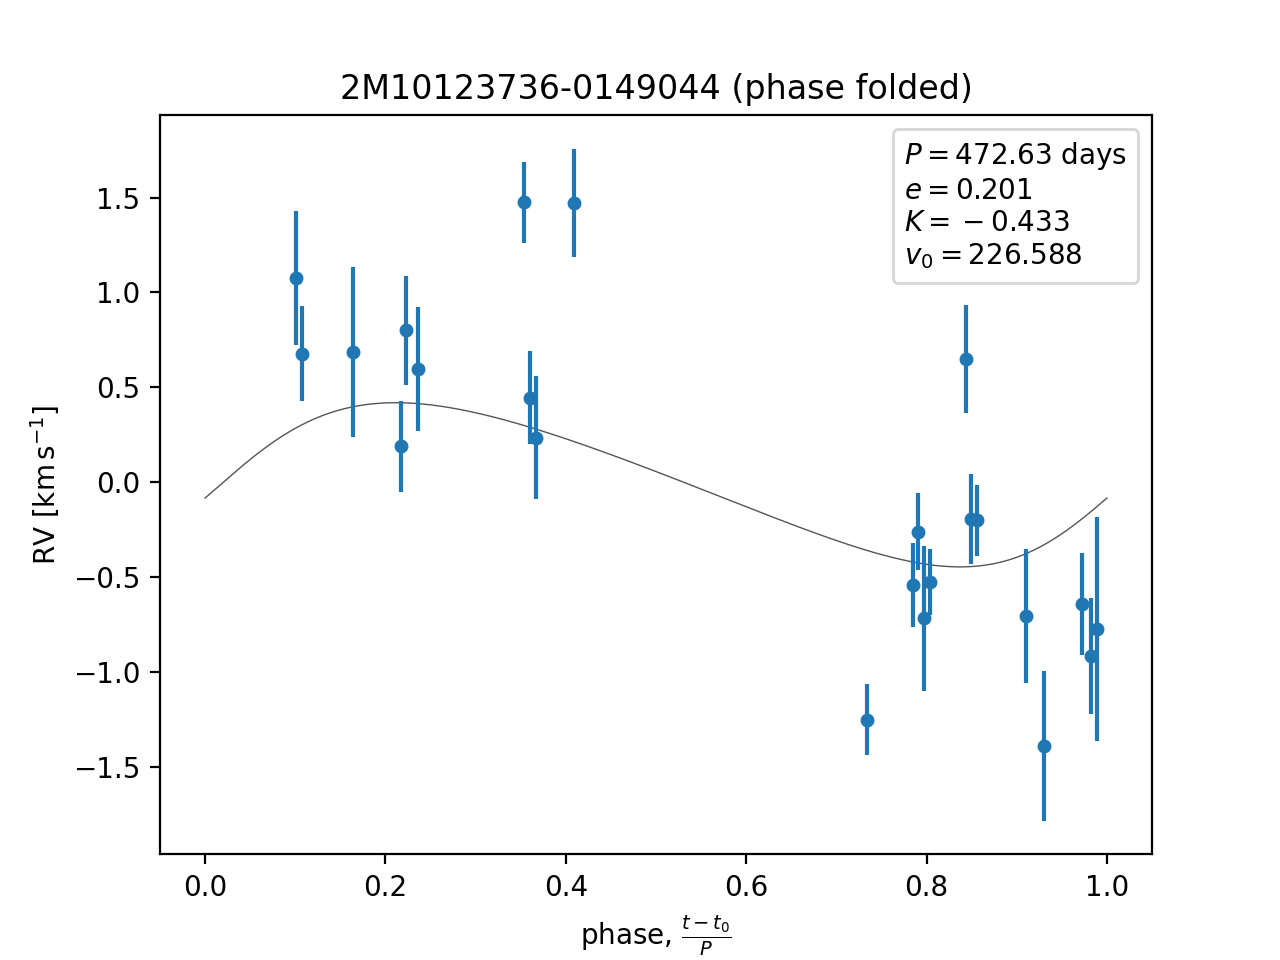 2M10123736-0149044 (phase folded)
P = 472.63 days
e = 0.201
K = −0.433
v₀ = 226.588
1.5
1.0
0.5
0.0
−0.5
−1.0
−1.5
RV [km s⁻¹]
0.0 0.2 0.4 0.6 0.8 1.0
phase, (t − t₀)/P